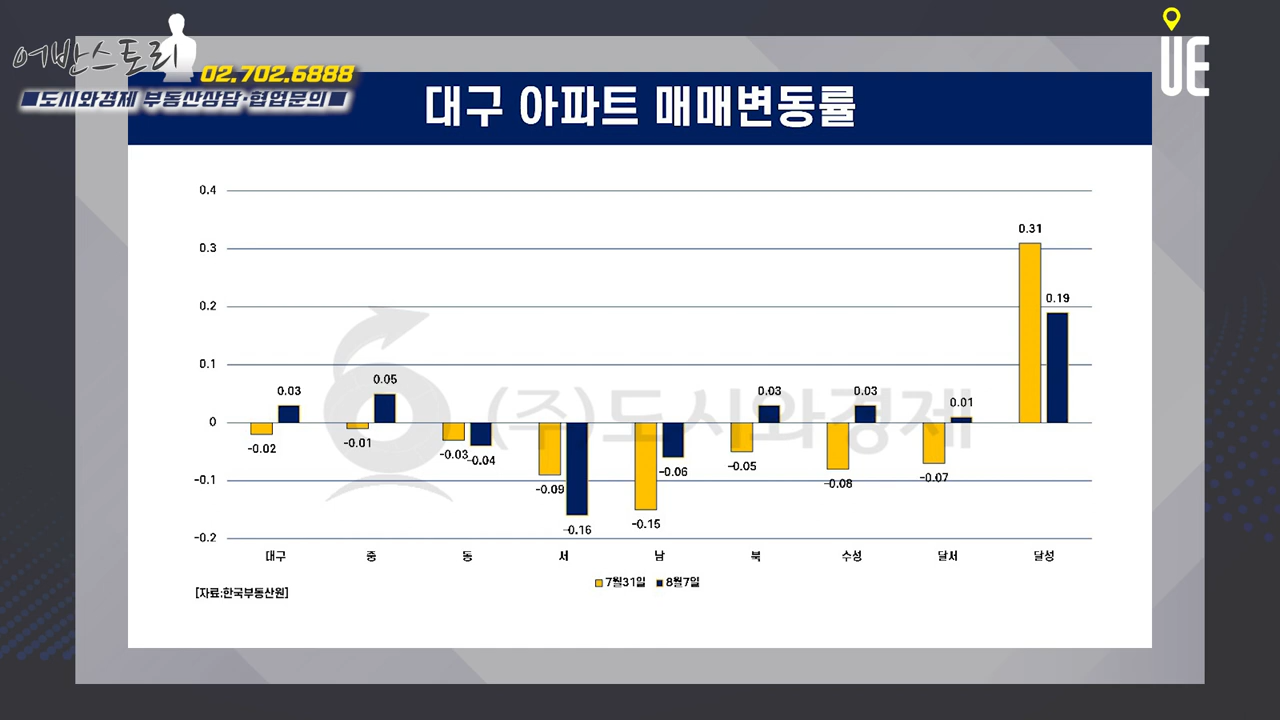 어반스토리
02.702.6888
■도시와경제 부동산상담·협업문의■
UE
대구 아파트 매매변동률
0.4
0.3
0.2
0.1
0
-0.1
-0.2
-0.02 0.03
-0.01 0.05
-0.03 -0.04
-0.09 -0.16
-0.15 -0.06
-0.05 0.03
-0.08 0.03
-0.07 0.01
0.31 0.19
(주)도시와경제
대구 중 동 서 남 북 수성 달서 달성
7월31일 8월7일
[자료:한국부동산원]